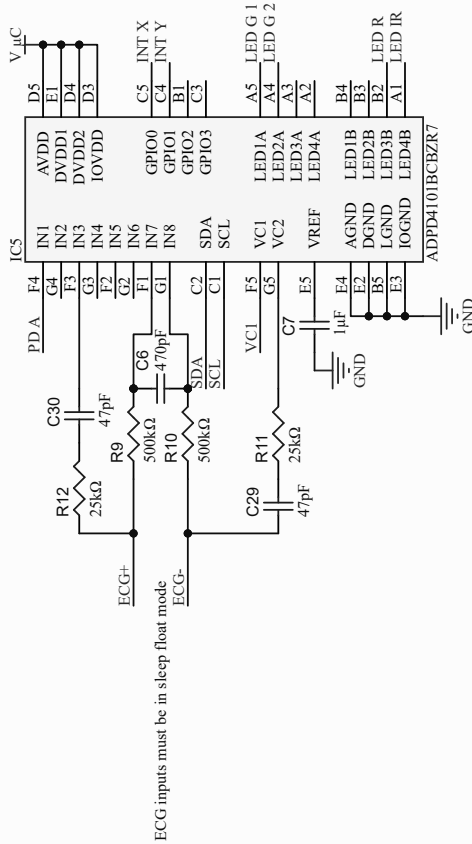 IC5
V µC
PD A
F4 IN1 AVDD D5
G4 IN2 DVDD1 E1
F3 IN3 DVDD2 D4
G3 IN4 IOVDD D3
F2 IN5
G2 IN6
F1 IN7 GPIO0 C5 INT X
G1 IN8 GPIO1 C4 INT Y
GPIO2 B1
GPIO3 C3
SDA C2 SDA
SCL C1 SCL
LED1A A5 LED G 1
VC1 F5 VC1 LED2A A4 LED G 2
G5 VC2 LED3A A3
LED4A A2
E5 VREF
LED1B B4
E4 AGND LED2B B3
E2 DGND LED3B B2 LED R
B5 LGND LED4B A1 LED IR
E3 IOGND
ADPD4101BCBZR7
R12
25kΩ
C30
47pF
ECG+
R9
500kΩ
C6
470pF
ECG inputs must be in sleep float mode
ECG-
R10
500kΩ
C29
47pF
R11
25kΩ
C7
1µF
GND
GND